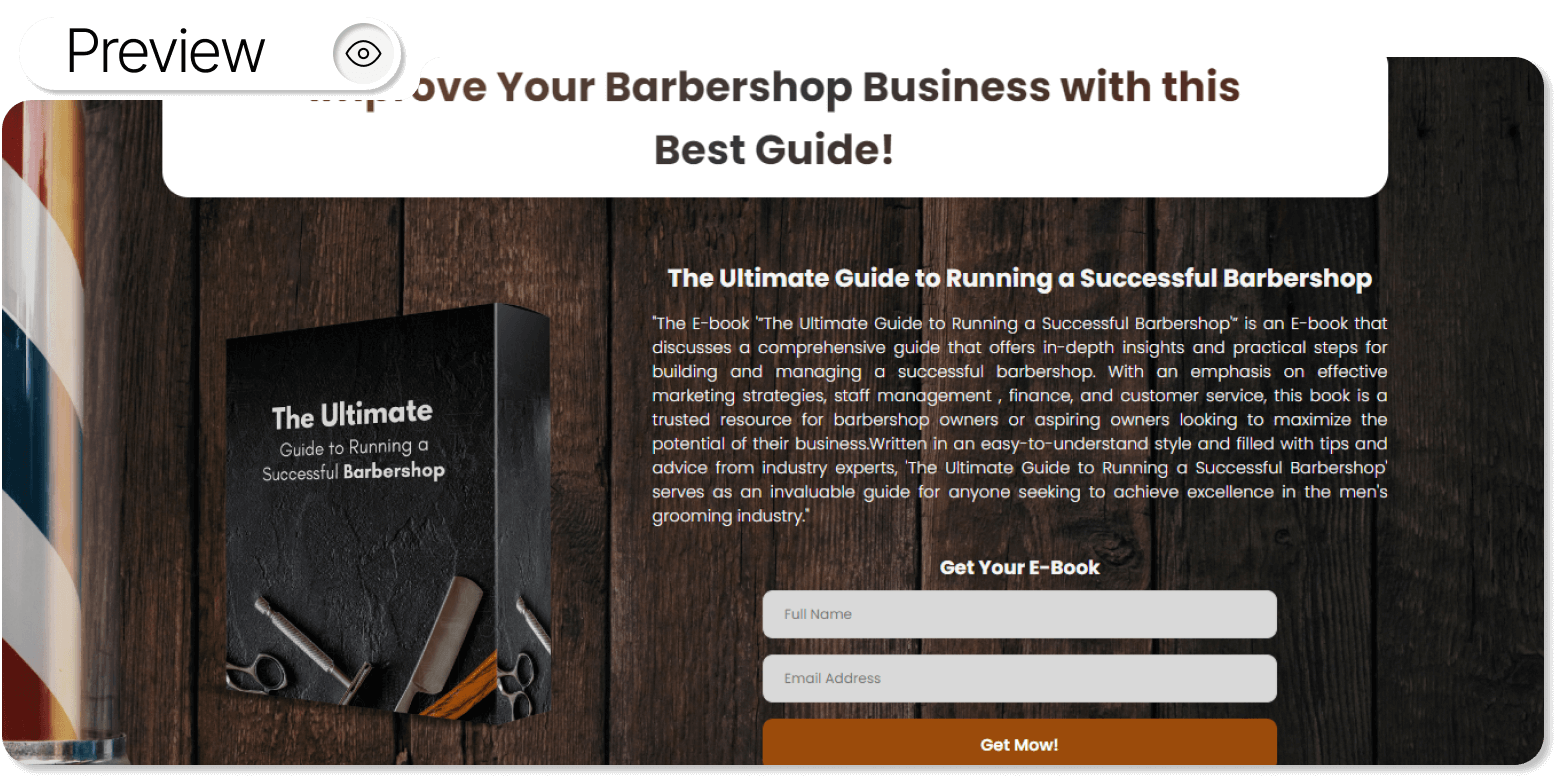 Preview
Improve Your Barbershop Business with this
Best Guide!
The Ultimate Guide to Running a Successful Barbershop
"The E-book '"The Ultimate Guide to Running a Successful Barbershop'" is an E-book that
discusses a comprehensive guide that offers in-depth insights and practical steps for
building and managing a successful barbershop. With an emphasis on effective
marketing strategies, staff management , finance, and customer service, this book is a
trusted resource for barbershop owners or aspiring owners looking to maximize the
potential of their business.Written in an easy-to-understand style and filled with tips and
advice from industry experts, 'The Ultimate Guide to Running a Successful Barbershop'
serves as an invaluable guide for anyone seeking to achieve excellence in the men's
grooming industry."
The Ultimate
Guide to Running a
Successful Barbershop
Get Your E-Book
Full Name
Email Address
Get Mow!